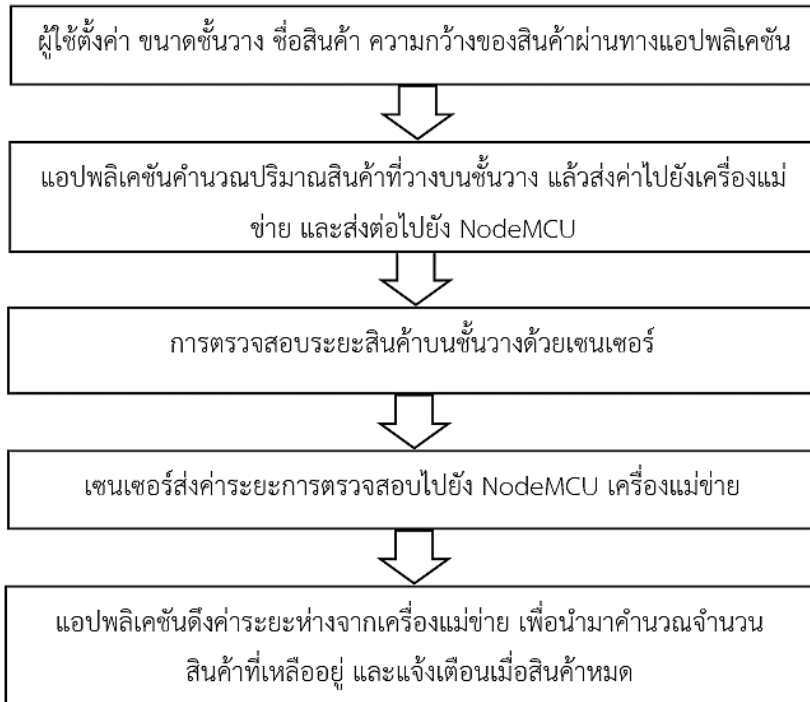 ผู้ใช้ตั้งค่า ขนาดชั้นวาง ชื่อสินค้า ความกว้างของสินค้าผ่านทางแอปพลิเคชัน
แอปพลิเคชันคำนวณปริมาณสินค้าที่วางบนชั้นวาง แล้วส่งค่าไปยังเครื่องแม่
ข่าย และส่งต่อไปยัง NodeMCU
การตรวจสอบระยะสินค้าบนชั้นวางด้วยเซนเซอร์
เซนเซอร์ส่งค่าระยะการตรวจสอบไปยัง NodeMCU เครื่องแม่ข่าย
แอปพลิเคชันดึงค่าระยะห่างจากเครื่องแม่ข่าย เพื่อนำมาคำนวณจำนวน
สินค้าที่เหลืออยู่ และแจ้งเตือนเมื่อสินค้าหมด